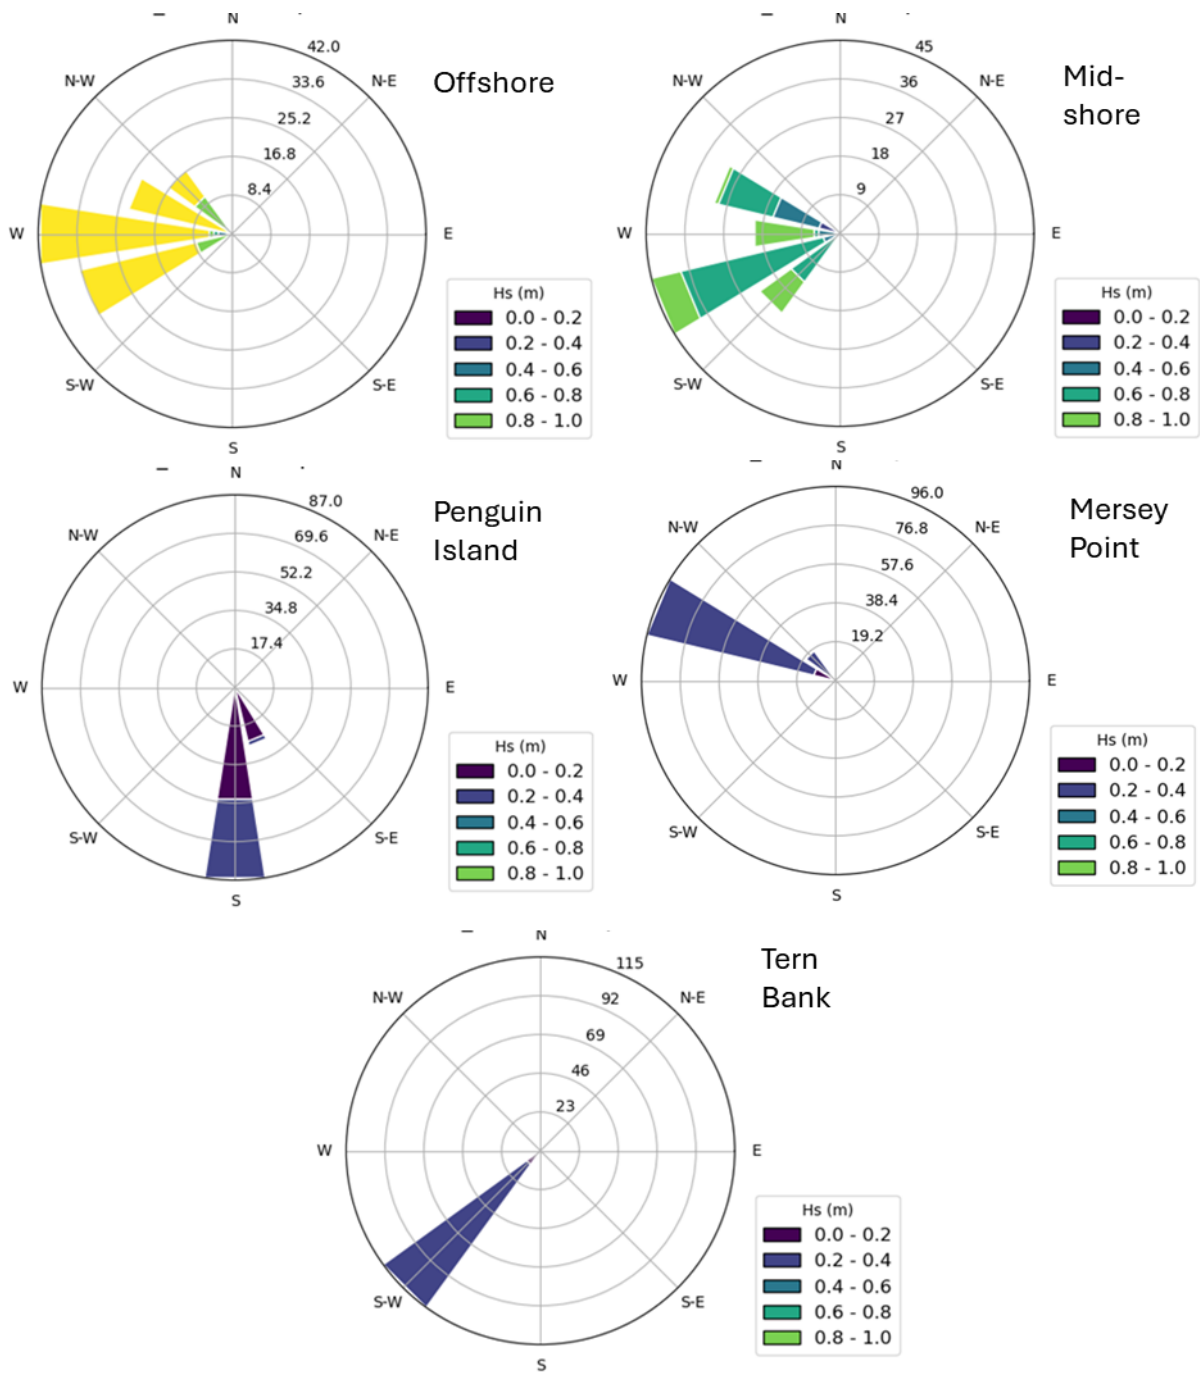 N
42.0
33.6
25.2
16.8
8.4
N-W
N-E
W
E
S-W
S-E
S
Offshore
Hs (m)
0.0 - 0.2
0.2 - 0.4
0.4 - 0.6
0.6 - 0.8
0.8 - 1.0
N
45
36
27
18
9
N-W
N-E
W
E
S-W
S-E
S
Mid-
shore
Hs (m)
0.0 - 0.2
0.2 - 0.4
0.4 - 0.6
0.6 - 0.8
0.8 - 1.0
N
87.0
69.6
52.2
34.8
17.4
N-W
N-E
W
E
S-W
S-E
S
Penguin
Island
Hs (m)
0.0 - 0.2
0.2 - 0.4
0.4 - 0.6
0.6 - 0.8
0.8 - 1.0
N
96.0
76.8
57.6
38.4
19.2
N-W
N-E
W
E
S-W
S-E
S
Mersey
Point
Hs (m)
0.0 - 0.2
0.2 - 0.4
0.4 - 0.6
0.6 - 0.8
0.8 - 1.0
N
115
92
69
46
23
N-W
N-E
W
E
S-W
S-E
S
Tern
Bank
Hs (m)
0.0 - 0.2
0.2 - 0.4
0.4 - 0.6
0.6 - 0.8
0.8 - 1.0